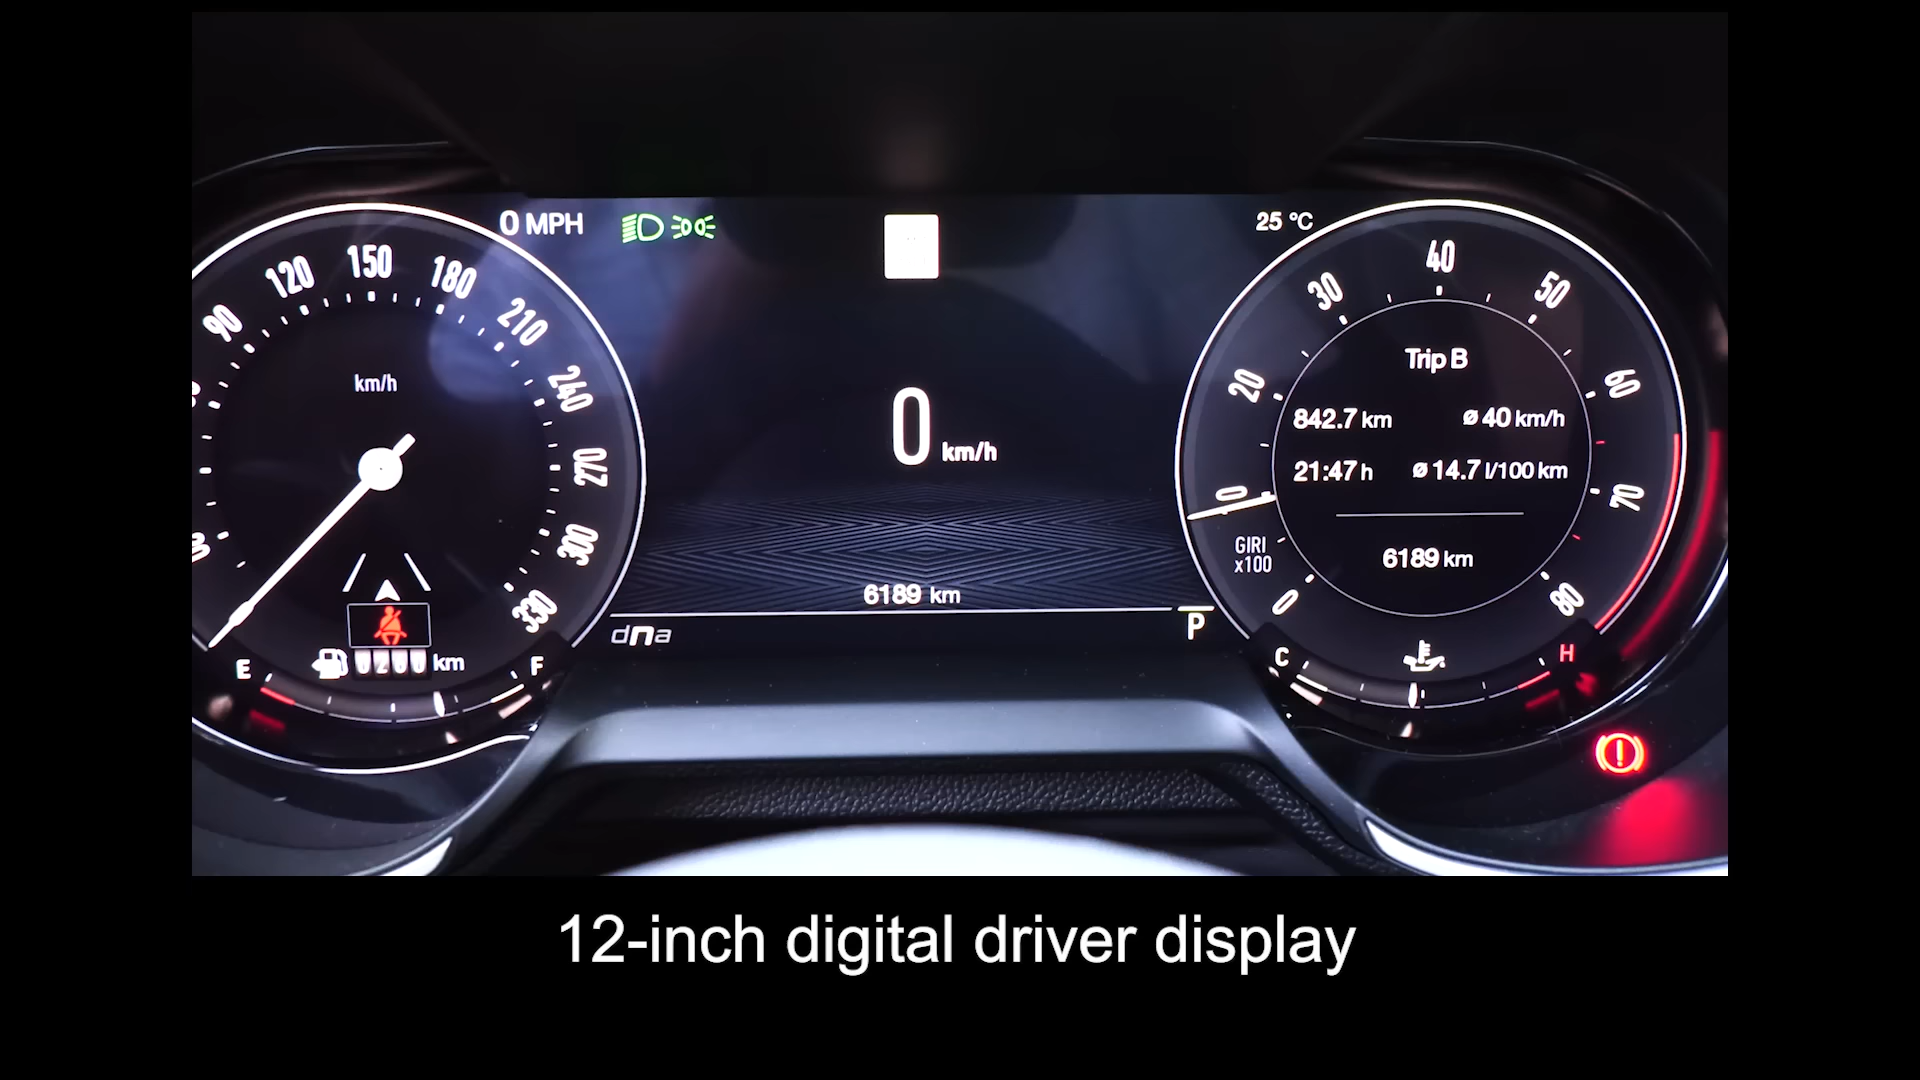 0 MPH
25 °C
90
120
150
180
210
240
270
300
330
km/h
E
F
km
0
km/h
6189 km
dna
P
0
10
20
30
40
50
60
70
80
GIRI
x100
Trip B
842.7 km
ø 40 km/h
21:47 h
ø 14.7 l/100 km
6189 km
C
H
12-inch digital driver display